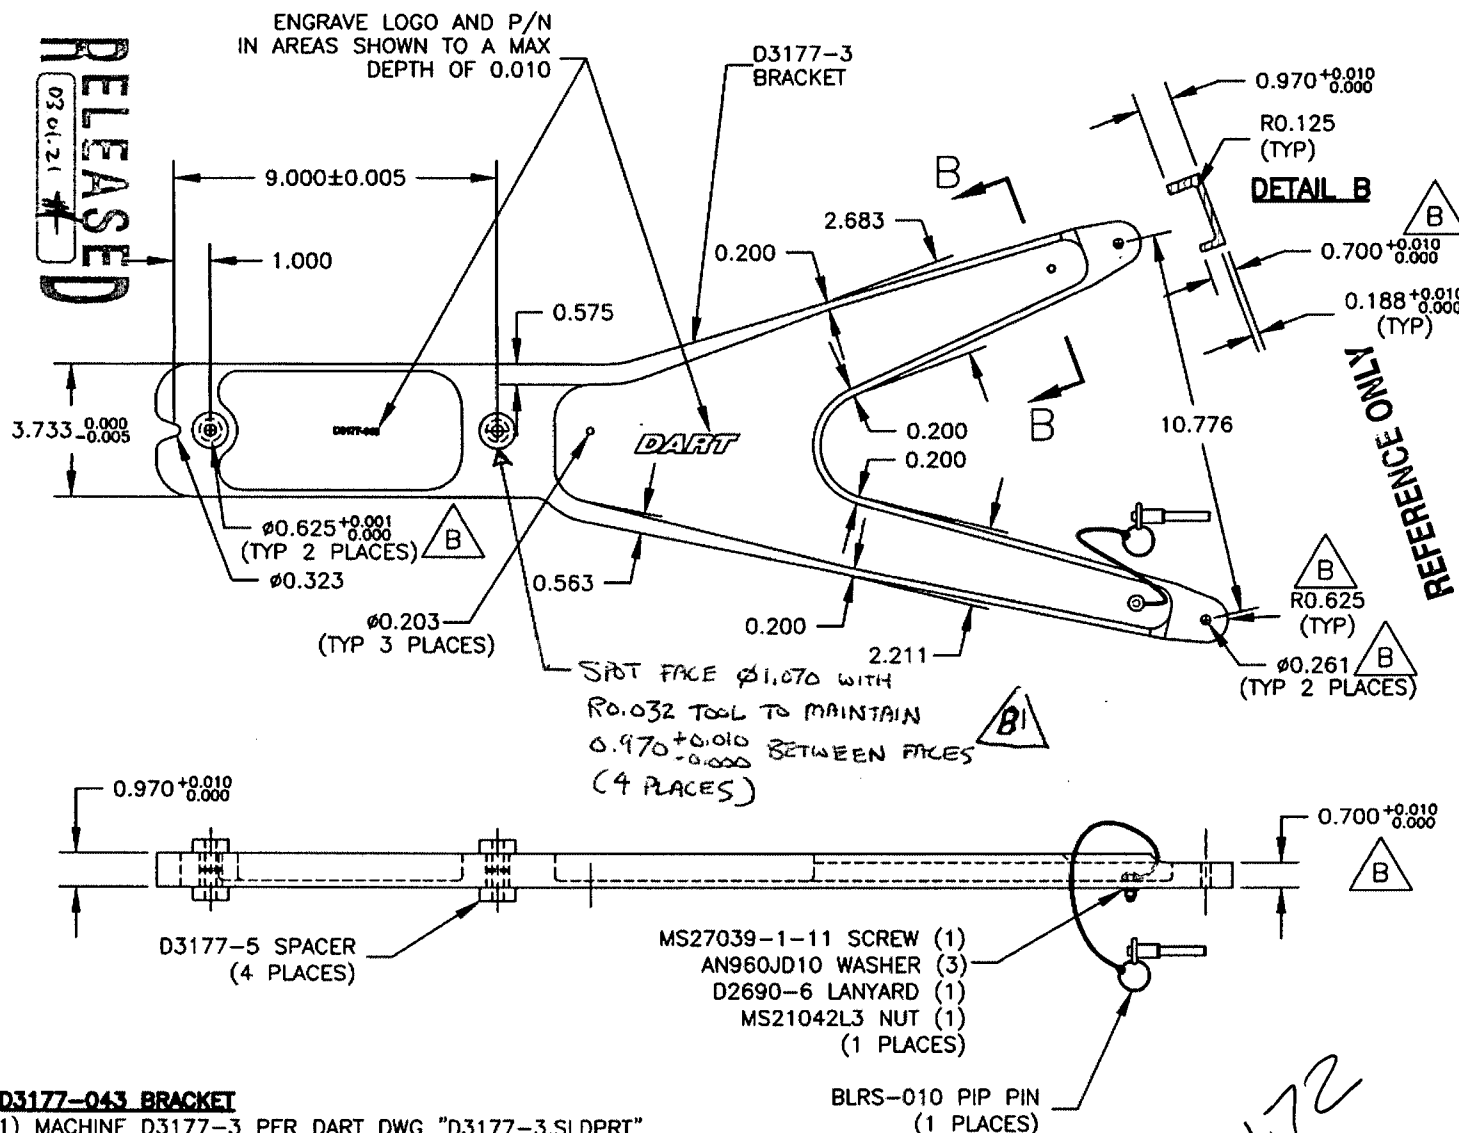 ENGRAVE LOGO AND P/N
IN AREAS SHOWN TO A MAX
DEPTH OF 0.010
D3177-3
BRACKET
RELEASED
0.970 +0.010 0.000
R0.125
(TYP)
DETAIL B
B
0.700 +0.010 0.000
0.188 +0.010 0.000
(TYP)
REFERENCE ONLY
9.000±0.005
1.000
B
2.683
0.200
0.575
3.733 0.000 -0.005
DART
0.200
0.200
B
10.776
ø0.625 +0.001 0.000
(TYP 2 PLACES)
B
ø0.323
0.563
ø0.203
(TYP 3 PLACES)
0.200
2.211
B
R0.625
(TYP)
ø0.261
(TYP 2 PLACES)
B
SPOT FACE ø1.070 WITH
R0.032 TOOL TO MAINTAIN
0.970 +0.010 -0.000 BETWEEN FACES
(4 PLACES)
B1
0.970 +0.010 0.000
0.700 +0.010 0.000
B
D3177-5 SPACER
(4 PLACES)
MS27039-1-11 SCREW (1)
AN960JD10 WASHER (3)
D2690-6 LANYARD (1)
MS21042L3 NUT (1)
(1 PLACES)
BLRS-010 PIP PIN
(1 PLACES)
D3177-043 BRACKET
1) MACHINE D3177-3 PER DART DWG "D3177-3.SLDPRT"